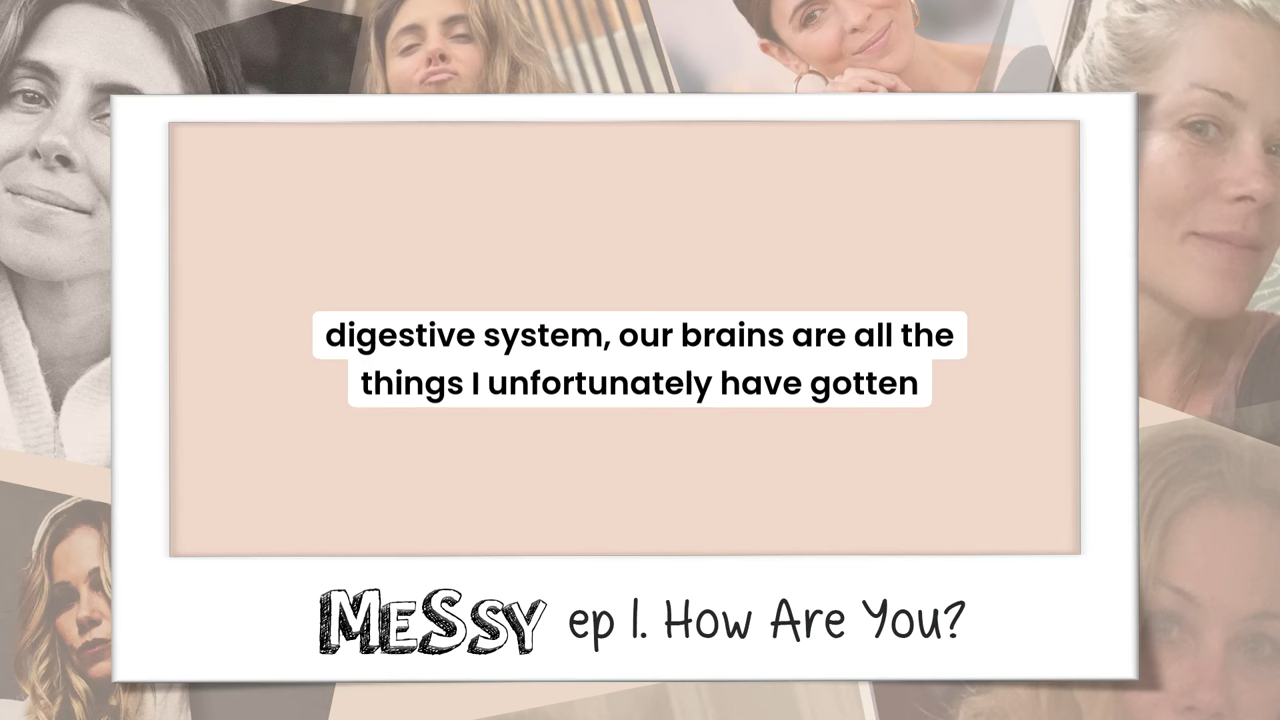 digestive system, our brains are all the
things I unfortunately have gotten
MeSSy ep 1. How Are You?